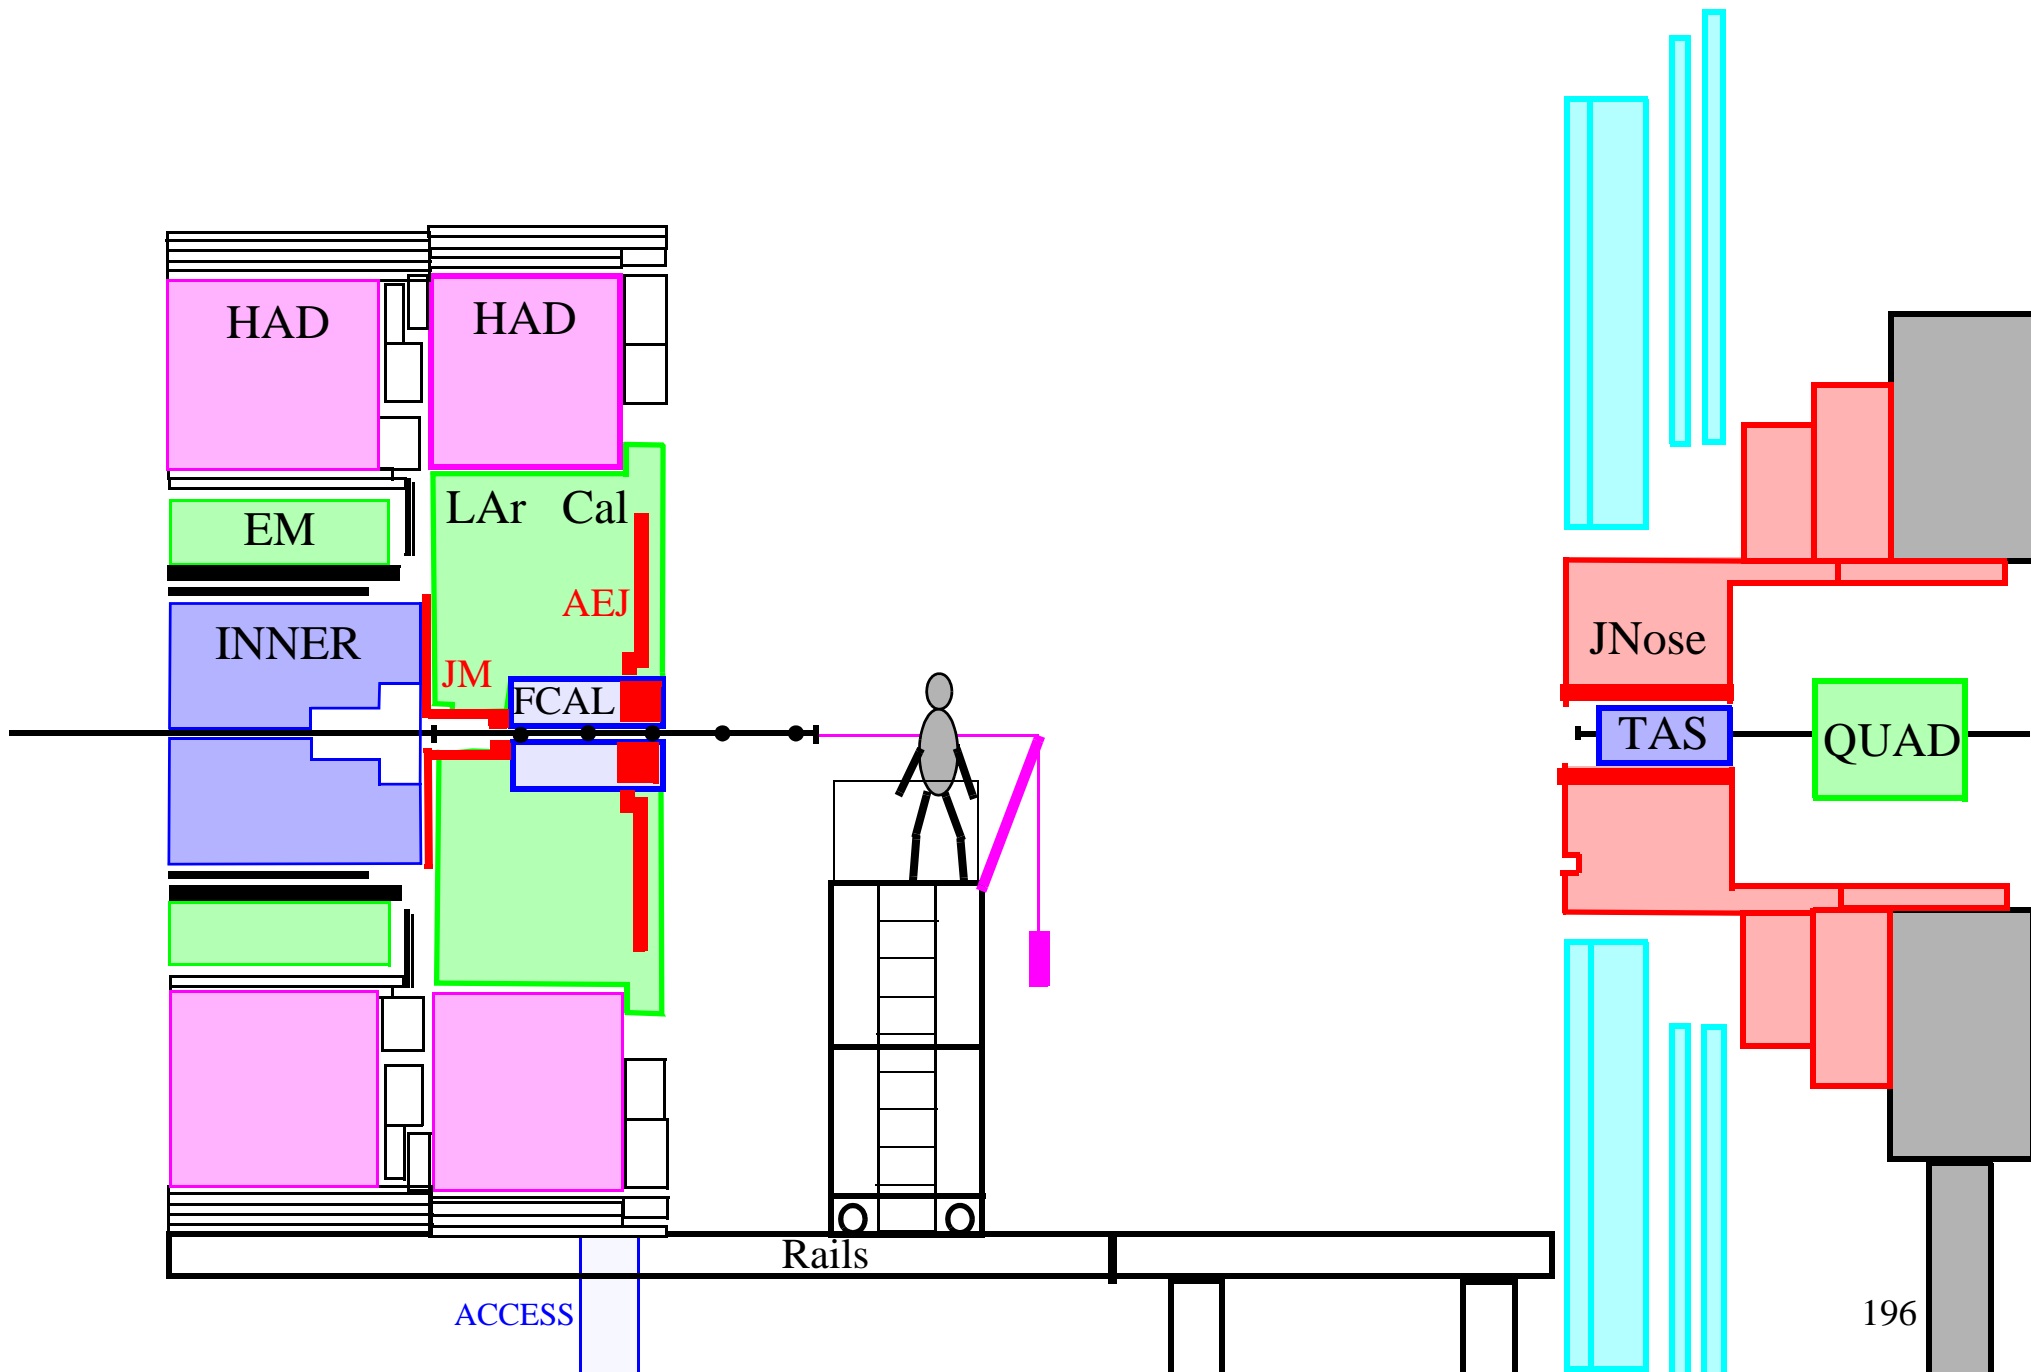 HAD
HAD
LAr Cal
EM
AEJ
INNER
JNose
JM
FCAL
TAS
QUAD
Rails
ACCESS
196